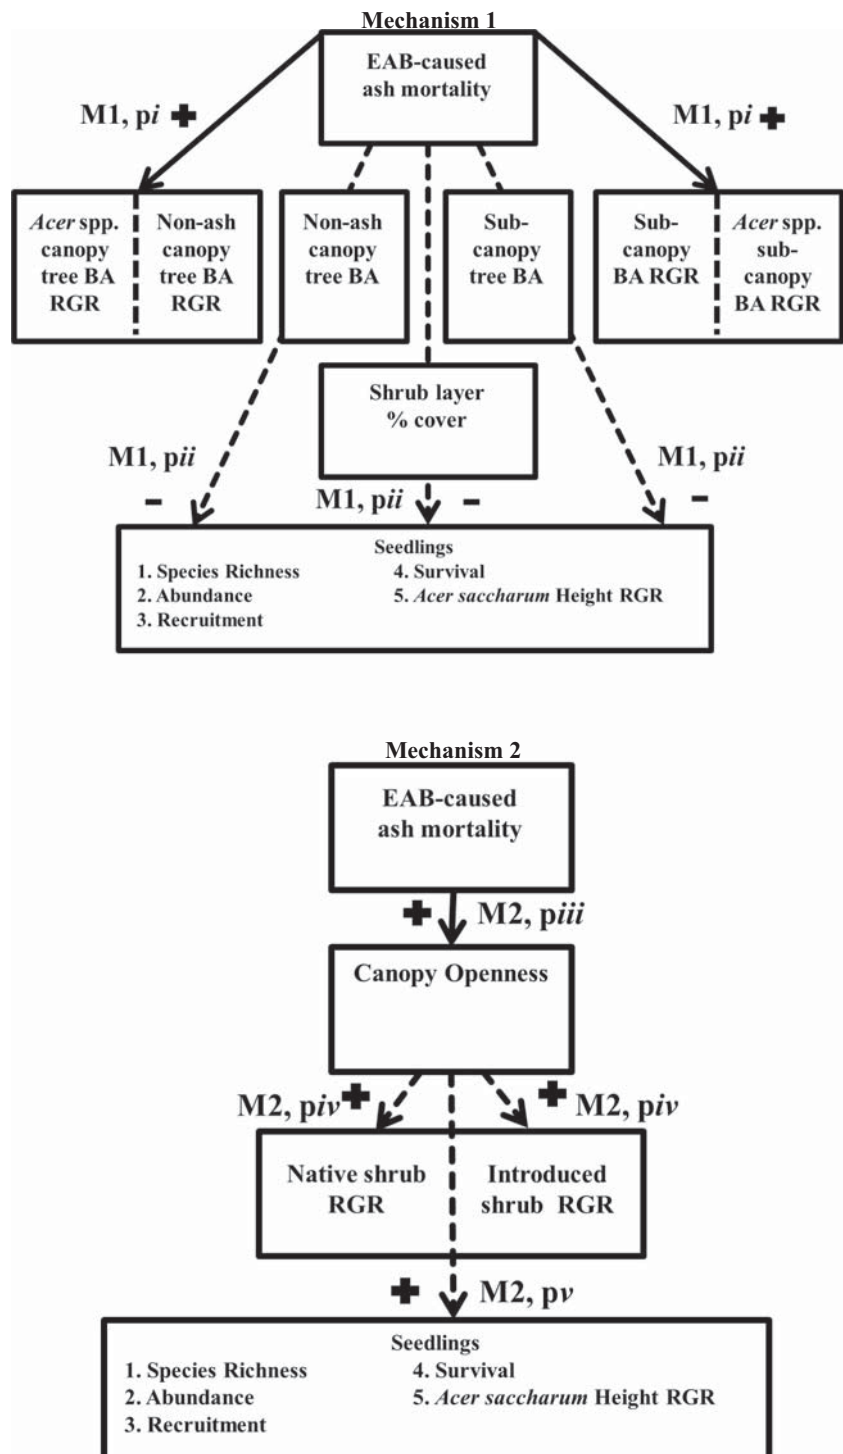 Mechanism 1
EAB-caused
ash mortality
M1, pi +
M1, pi +
Acer spp.
canopy
tree BA
RGR
Non-ash
canopy
tree BA
RGR
Non-ash
canopy
tree BA
Sub-
canopy
tree BA
Sub-
canopy
BA RGR
Acer spp.
sub-
canopy
BA RGR
Shrub layer
% cover
M1, pii
-
M1, pii
-
M1, pii
-
Seedlings
1. Species Richness
2. Abundance
3. Recruitment
4. Survival
5. Acer saccharum Height RGR
Mechanism 2
EAB-caused
ash mortality
+ M2, piii
Canopy Openness
M2, piv +
+ M2, piv
Native shrub
RGR
Introduced
shrub RGR
+ M2, pv
Seedlings
1. Species Richness
2. Abundance
3. Recruitment
4. Survival
5. Acer saccharum Height RGR